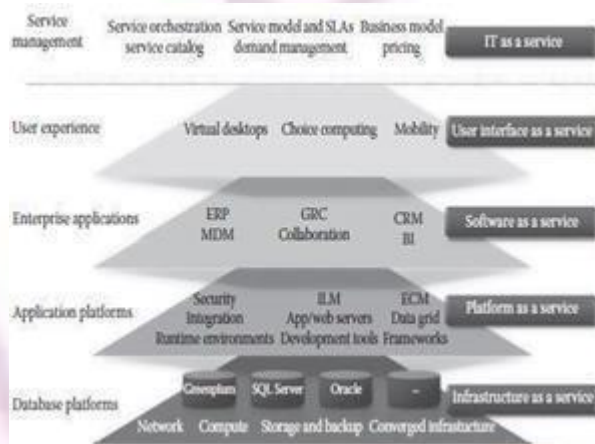 Service management
Service orchestration service catalog
Service model and SLAs demand management
Business model pricing
IT as a service
User experience
Virtual desktops
Choice computing
Mobility
User interface as a service
Enterprise applications
ERP
MDM
GRC
Collaboration
CRM
BI
Software as a service
Application platforms
Security
Integration
Runtime environments
ILM
App/web servers
Development tools
ECM
Data grid
Frameworks
Platform as a service
Database platforms
Greenplum
SQL Server
Oracle
Network
Compute
Storage and backup
Converged infrastucture
Infrastructure as a service